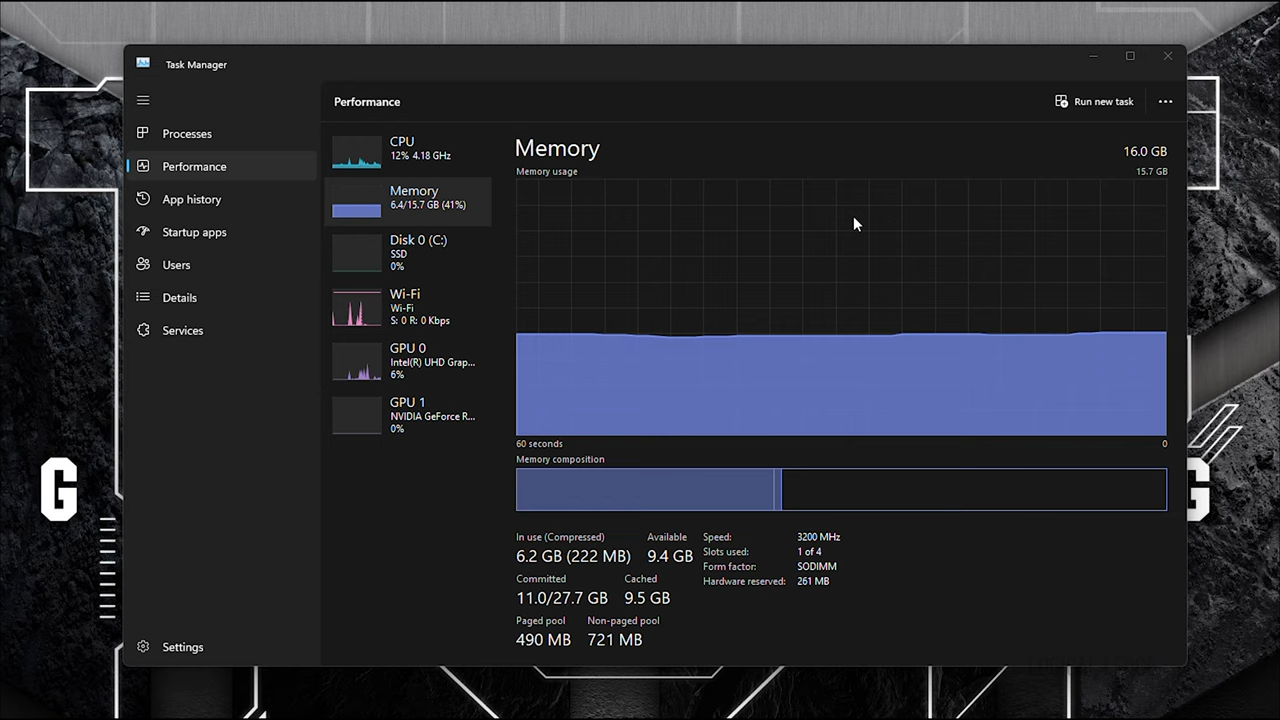 Task Manager
Processes
Performance
App history
Startup apps
Users
Details
Services
Settings
Performance
Run new task
CPU
12% 4.18 GHz
Memory
6.4/15.7 GB (41%)
Disk 0 (C:)
SSD
0%
Wi-Fi
Wi-Fi
S: 0 R: 0 Kbps
GPU 0
Intel(R) UHD Grap...
6%
GPU 1
NVIDIA GeForce R...
0%
Memory
16.0 GB
Memory usage
15.7 GB
60 seconds
0
Memory composition
In use (Compressed)
6.2 GB (222 MB)
Available
9.4 GB
Committed
11.0/27.7 GB
Cached
9.5 GB
Paged pool
490 MB
Non-paged pool
721 MB
Speed: 3200 MHz
Slots used: 1 of 4
Form factor: SODIMM
Hardware reserved: 261 MB
G
G